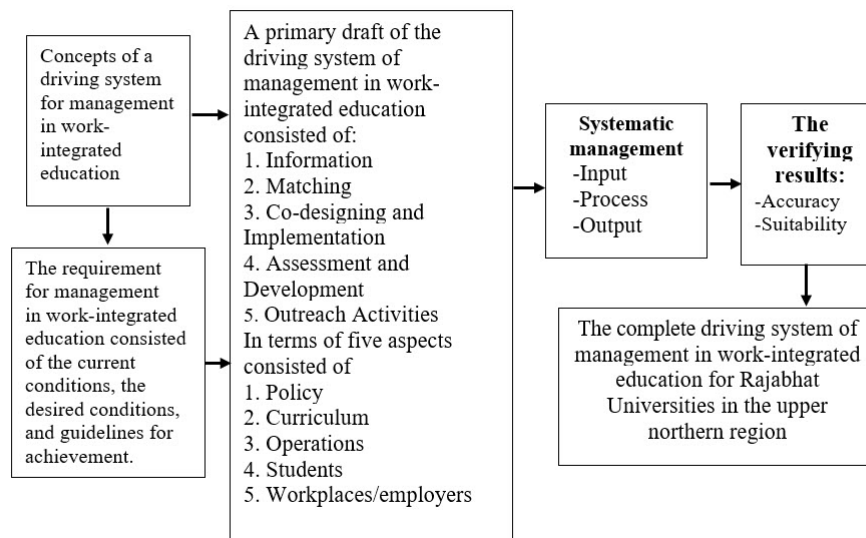 Concepts of a
driving system
for management
in work-
integrated
education
The requirement
for management
in work-integrated
education consisted
of the current
conditions, the
desired conditions,
and guidelines for
achievement.
A primary draft of the
driving system of
management in work-
integrated education
consisted of:
1. Information
2. Matching
3. Co-designing and
Implementation
4. Assessment and
Development
5. Outreach Activities
In terms of five aspects
consisted of
1. Policy
2. Curriculum
3. Operations
4. Students
5. Workplaces/employers
Systematic
management
-Input
-Process
-Output
The
verifying
results:
-Accuracy
-Suitability
The complete driving system of
management in work-integrated
education for Rajabhat
Universities in the upper
northern region